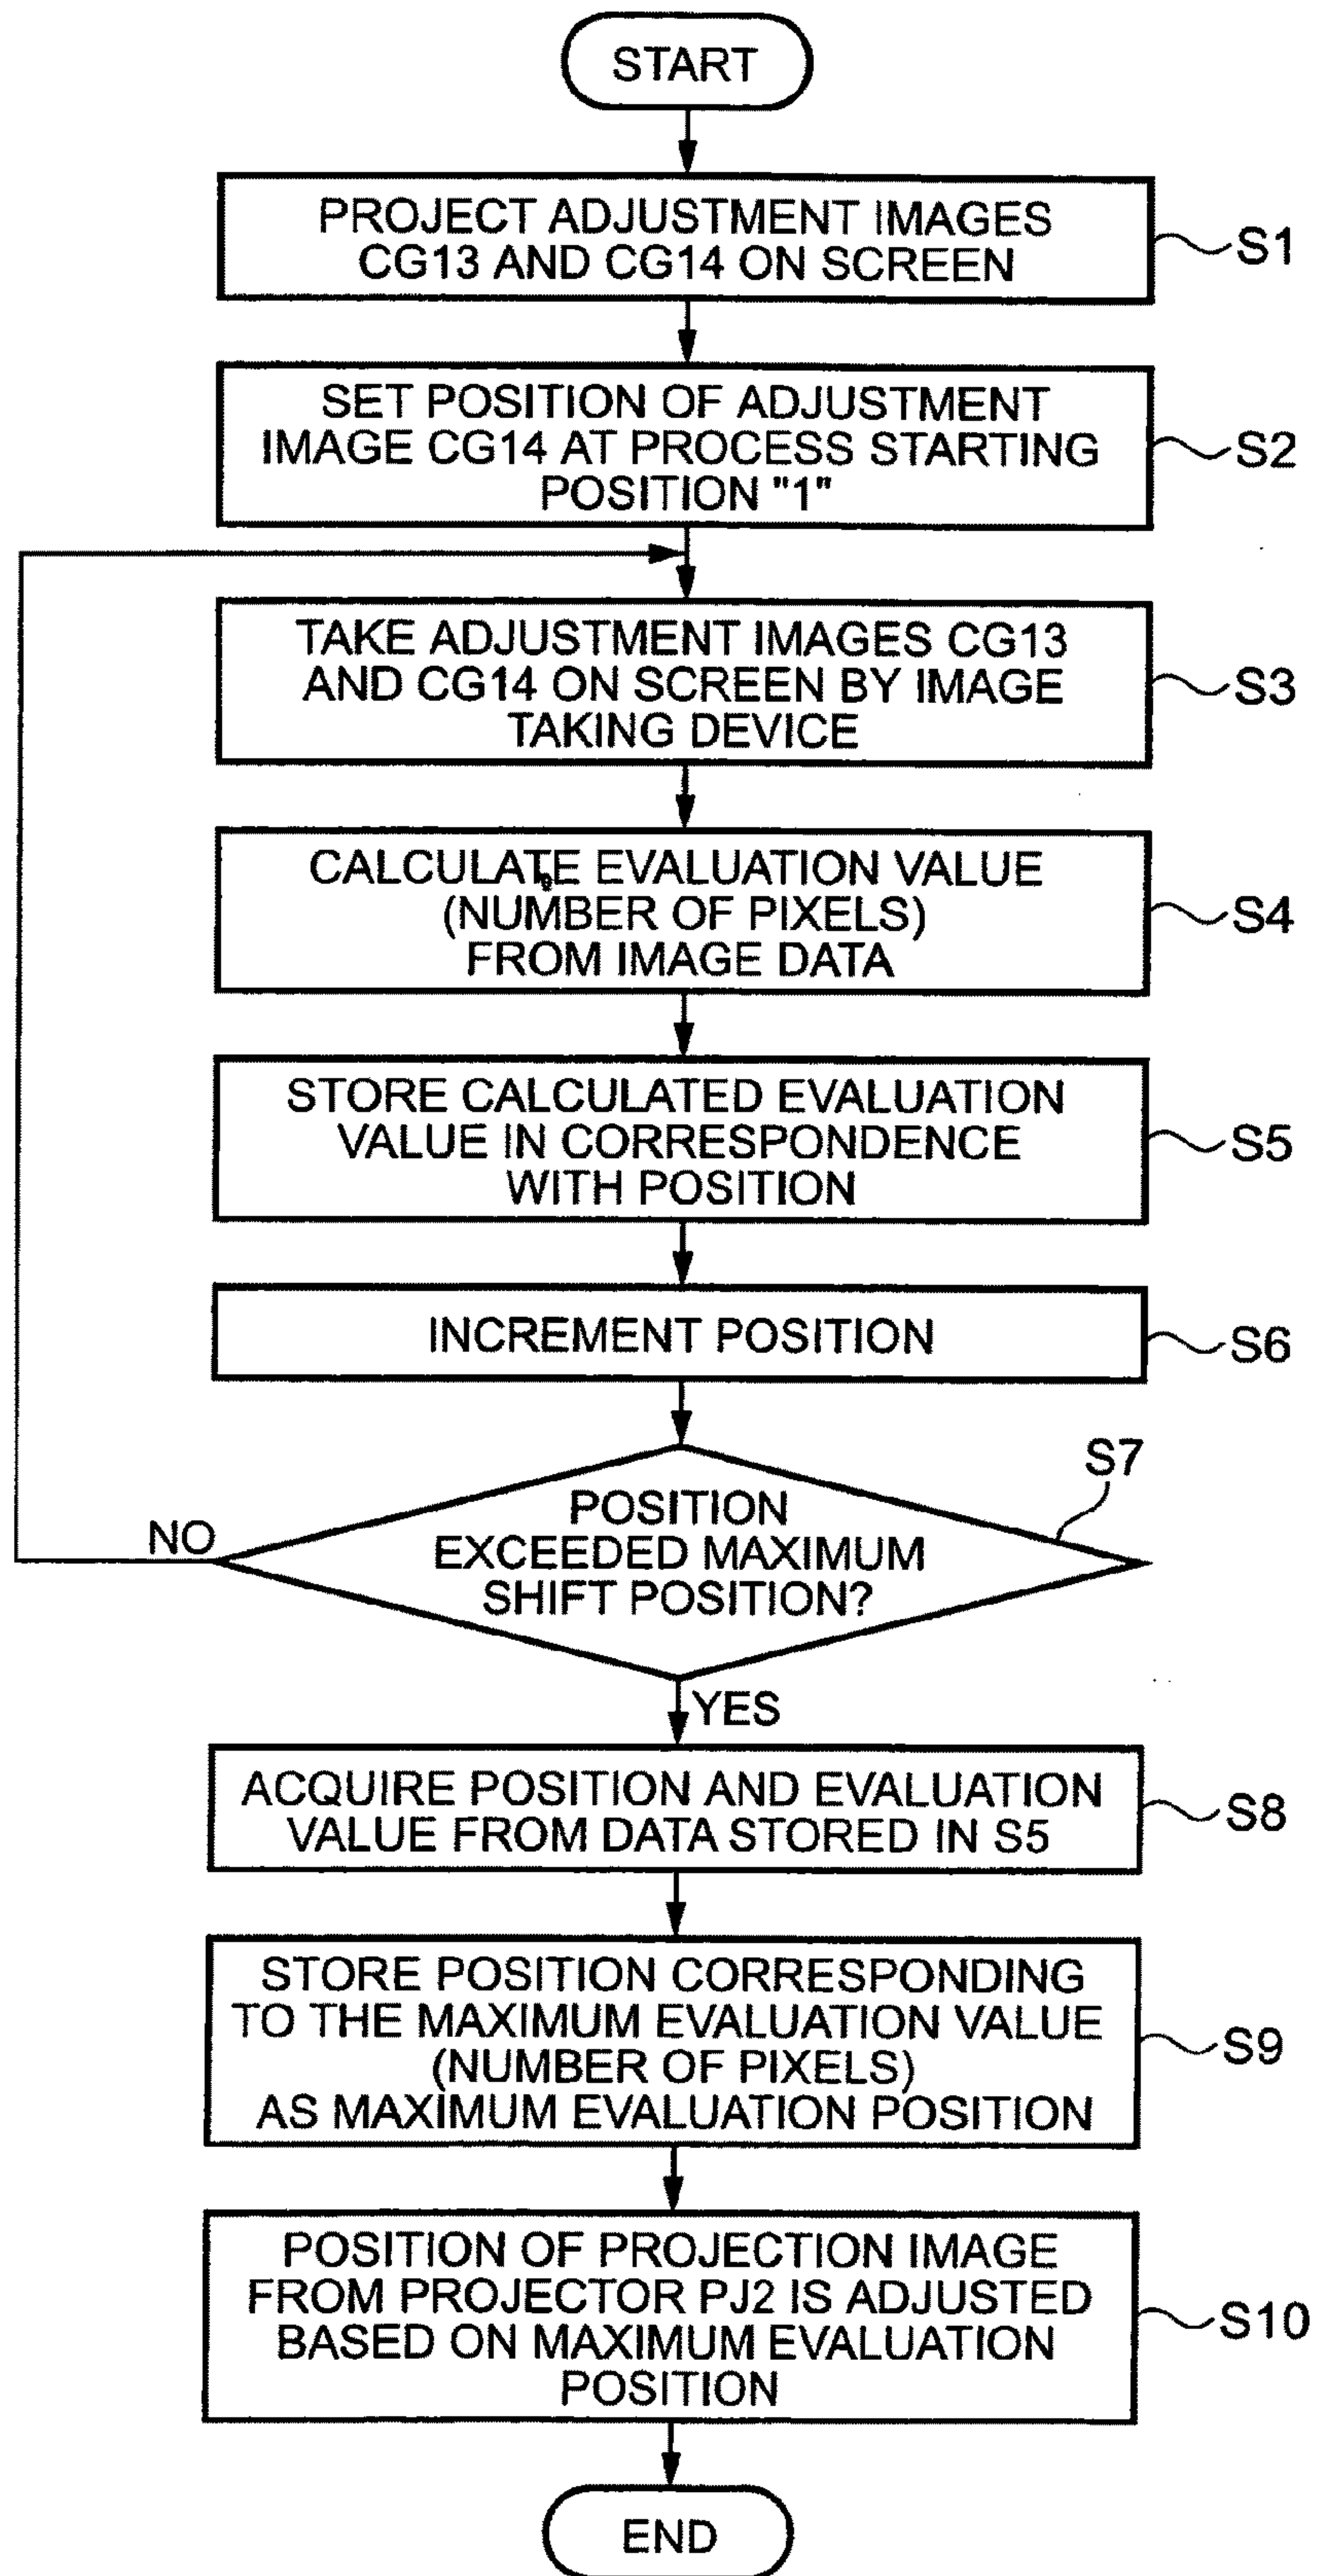 START
PROJECT ADJUSTMENT IMAGES
CG13 AND CG14 ON SCREEN
S1
SET POSITION OF ADJUSTMENT
IMAGE CG14 AT PROCESS STARTING
POSITION "1"
S2
TAKE ADJUSTMENT IMAGES CG13
AND CG14 ON SCREEN BY IMAGE
TAKING DEVICE
S3
CALCULATE EVALUATION VALUE
(NUMBER OF PIXELS)
FROM IMAGE DATA
S4
STORE CALCULATED EVALUATION
VALUE IN CORRESPONDENCE
WITH POSITION
S5
INCREMENT POSITION
S6
S7
POSITION
EXCEEDED MAXIMUM
SHIFT POSITION?
NO
YES
ACQUIRE POSITION AND EVALUATION
VALUE FROM DATA STORED IN S5
S8
STORE POSITION CORRESPONDING
TO THE MAXIMUM EVALUATION VALUE
(NUMBER OF PIXELS)
AS MAXIMUM EVALUATION POSITION
S9
POSITION OF PROJECTION IMAGE
FROM PROJECTOR PJ2 IS ADJUSTED
BASED ON MAXIMUM EVALUATION
POSITION
S10
END